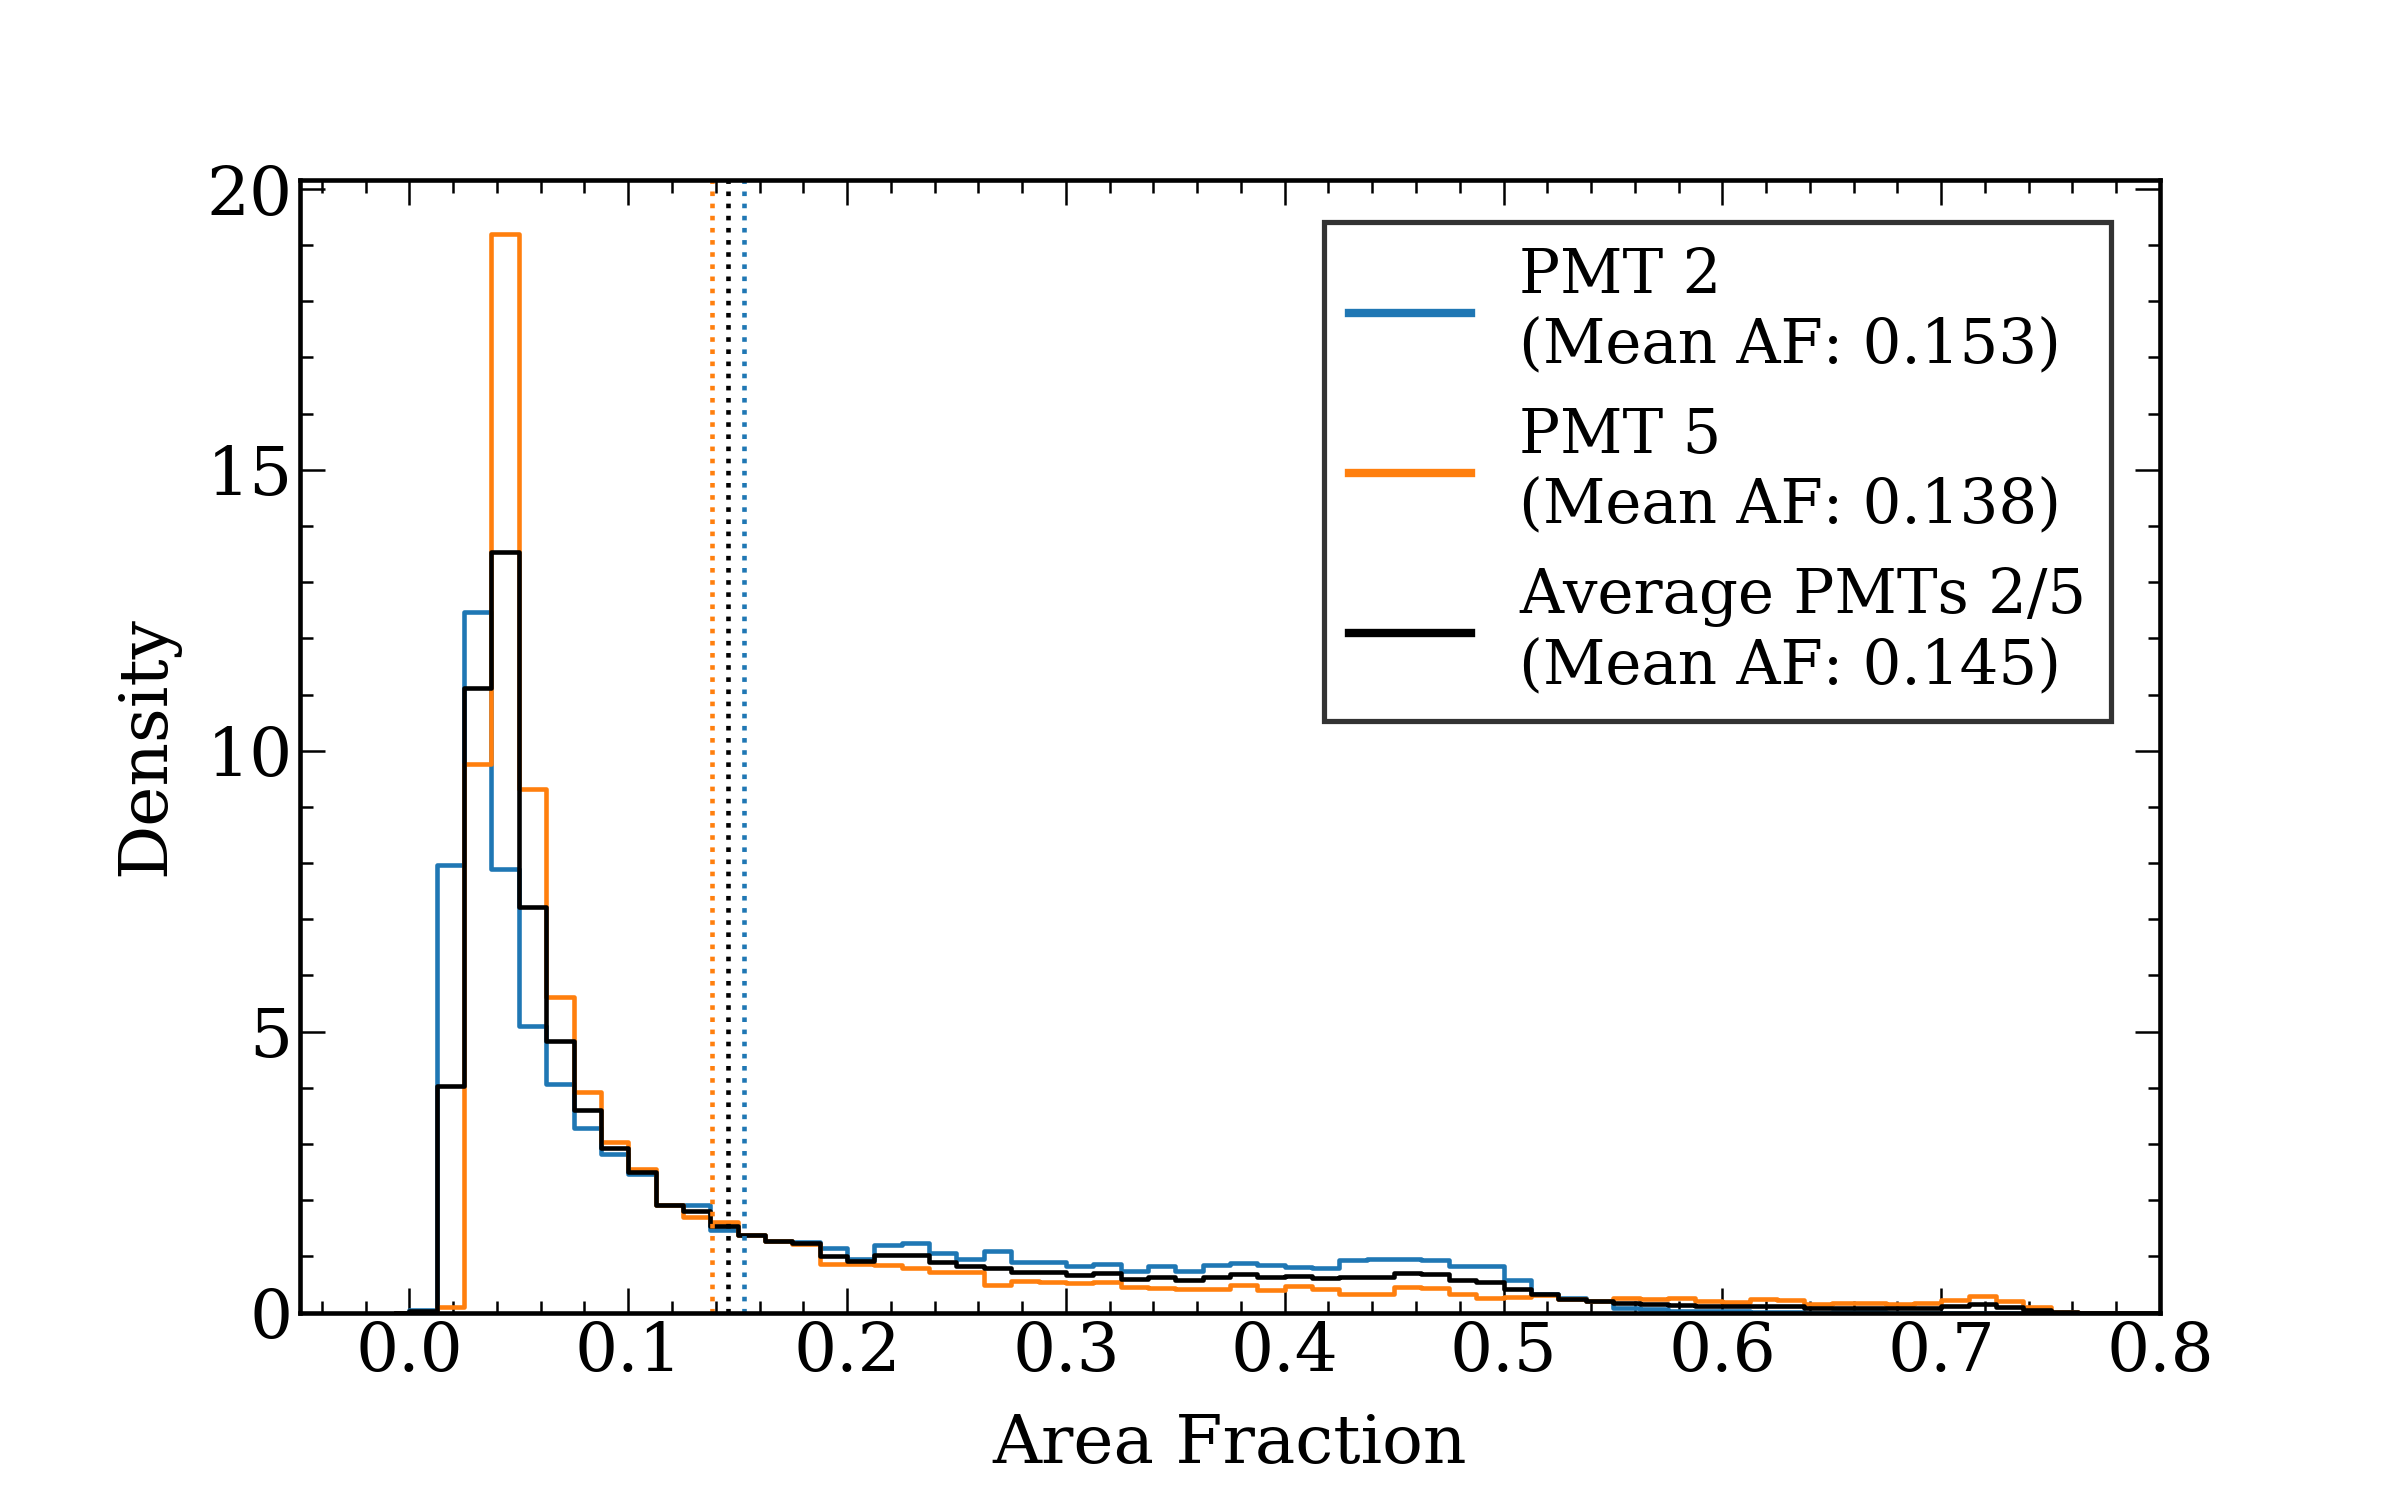 20
15
10
5
0
Density
PMT 2
(Mean AF: 0.153)
PMT 5
(Mean AF: 0.138)
Average PMTs 2/5
(Mean AF: 0.145)
0.0 0.1 0.2 0.3 0.4 0.5 0.6 0.7 0.8
Area Fraction